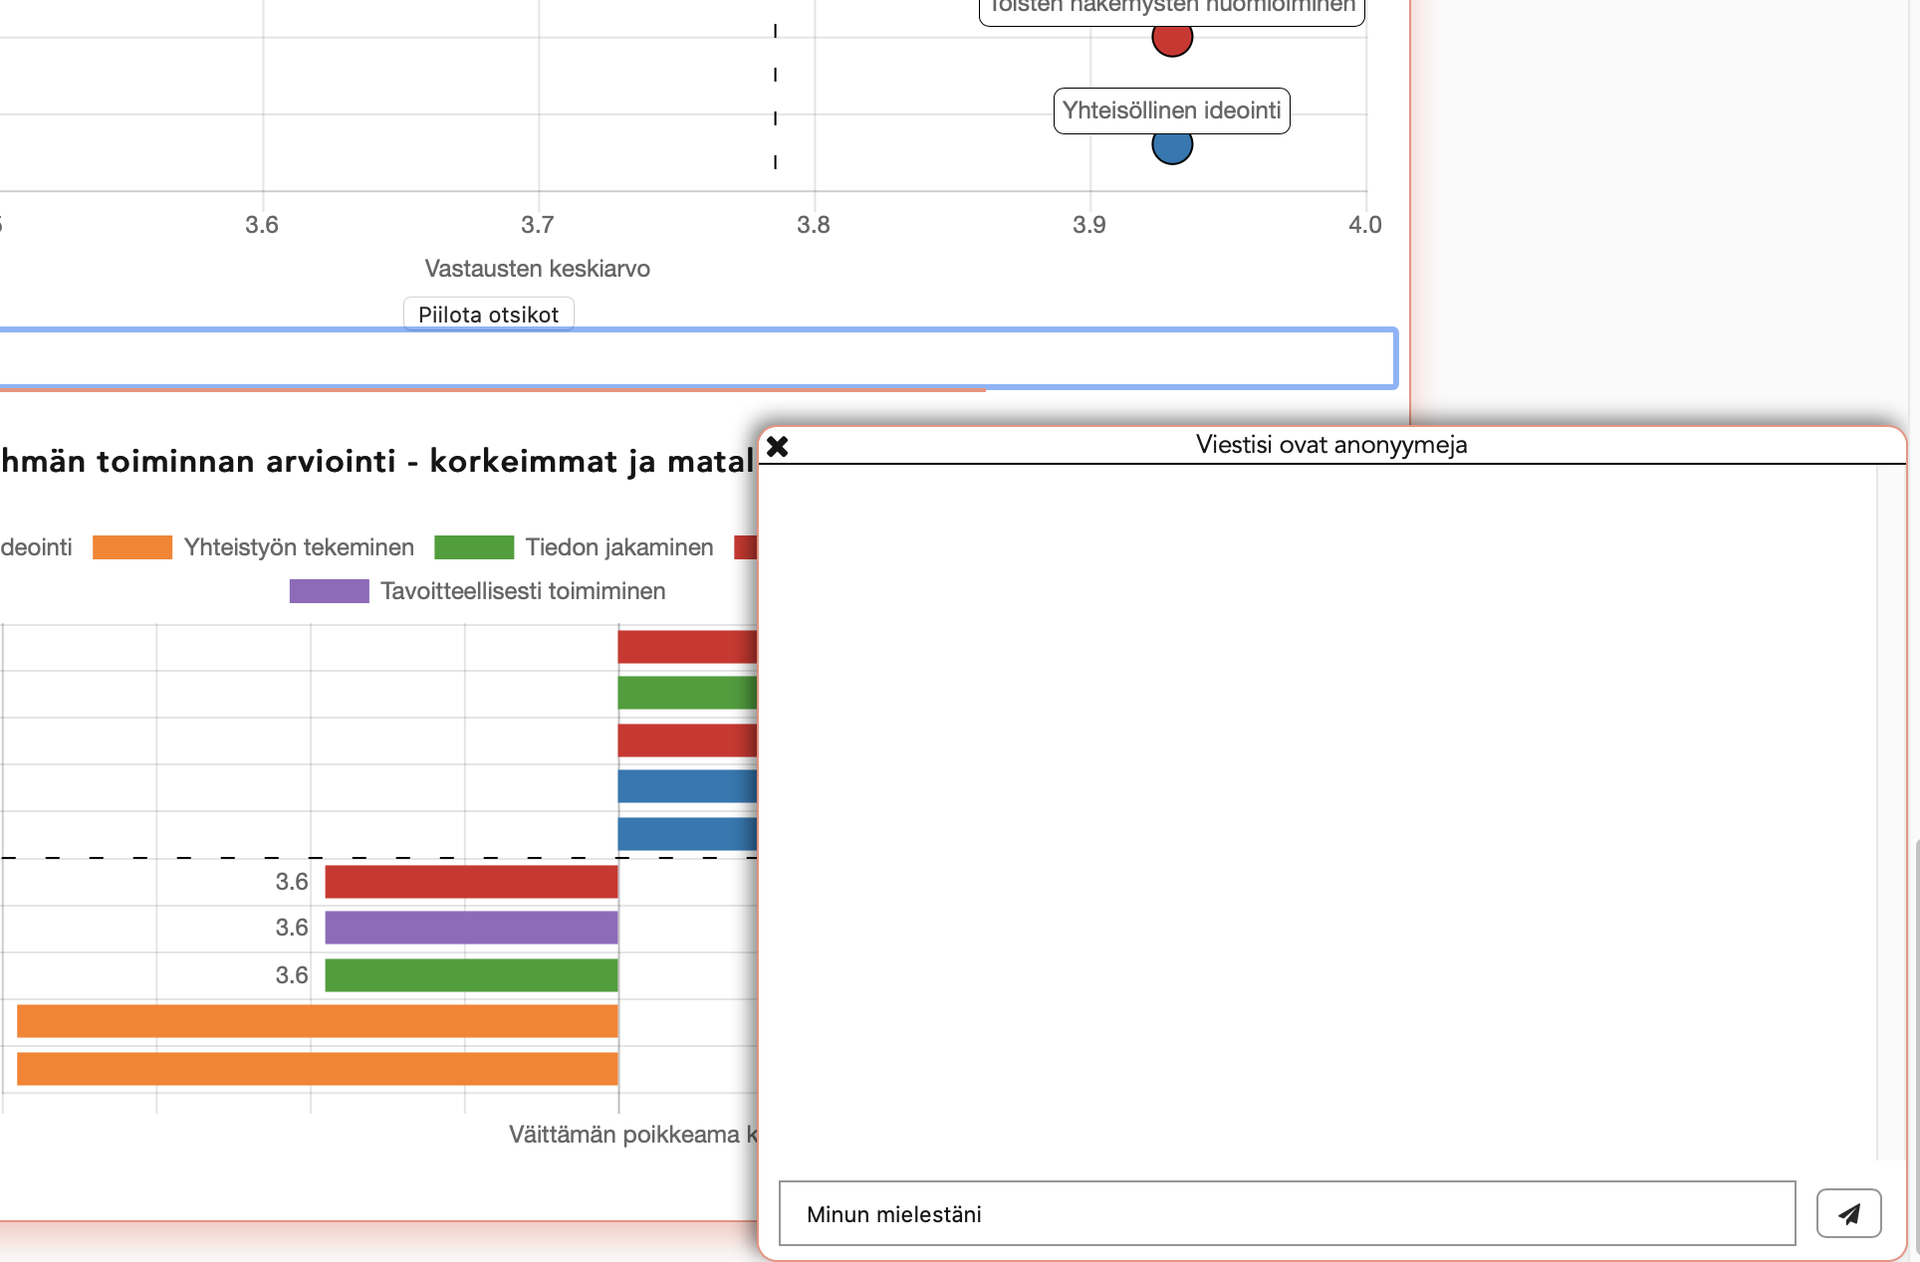 Toisten näkemysten huomioiminen
Yhteisöllinen ideointi
3.6 3.7 3.8 3.9 4.0
Vastausten keskiarvo
Piilota otsikot
Viestisi ovat anonyymeja
hmän toiminnan arviointi - korkeimmat ja matal
deointi Yhteistyön tekeminen Tiedon jakaminen
Tavoitteellisesti toimiminen
3.6
3.6
3.6
Väittämän poikkeama k
Minun mielestäni